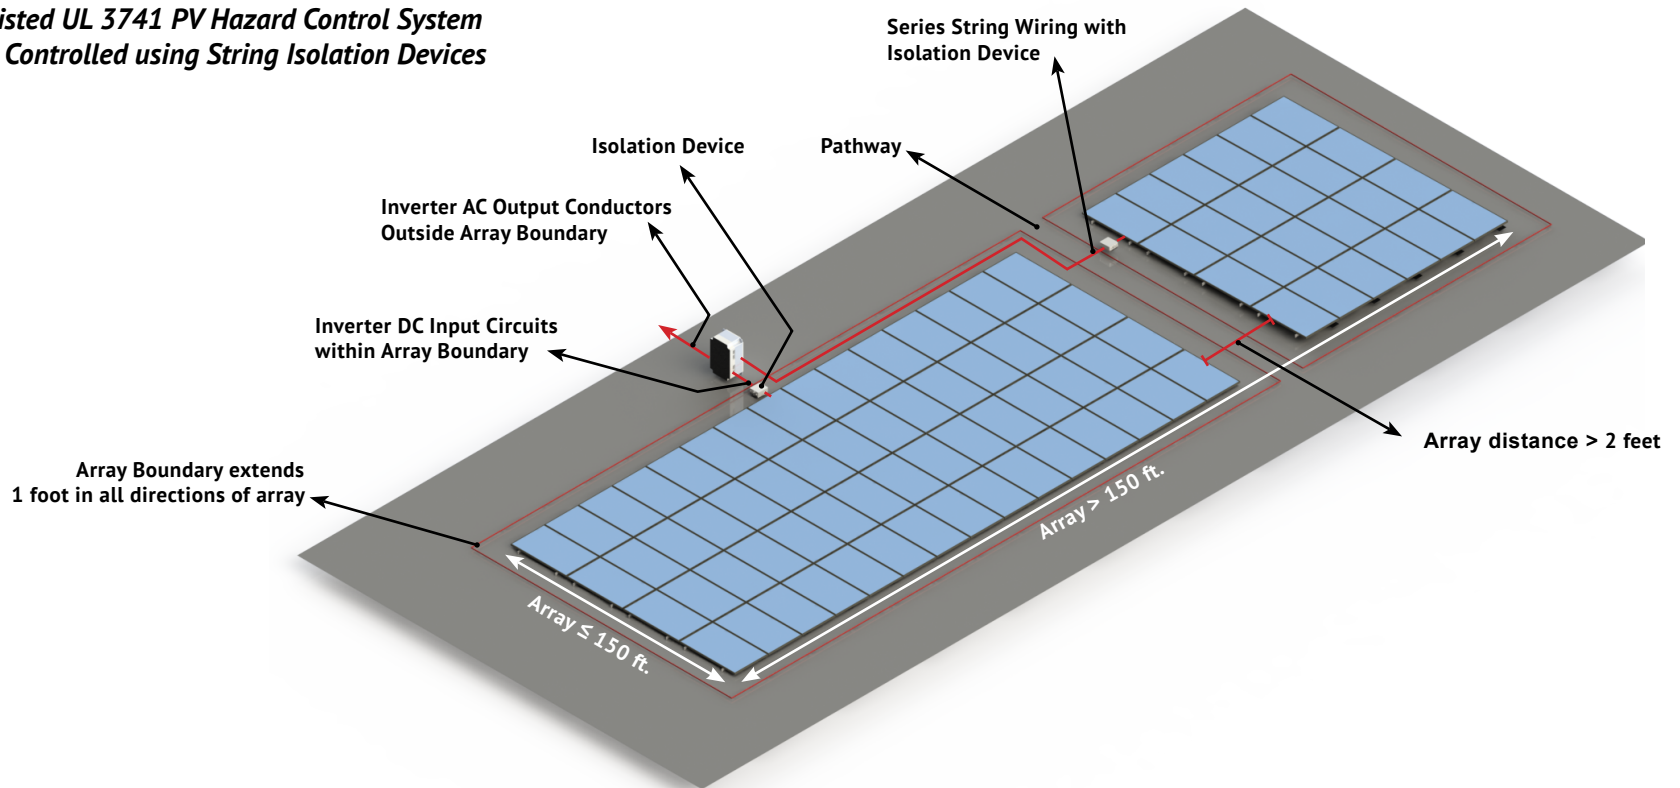 isted UL 3741 PV Hazard Control System
Controlled using String Isolation Devices
Series String Wiring with
Isolation Device
Isolation Device
Pathway
Inverter AC Output Conductors
Outside Array Boundary
Inverter DC Input Circuits
within Array Boundary
Array distance > 2 feet
Array Boundary extends
1 foot in all directions of array
Array > 150 ft.
Array ≤ 150 ft.